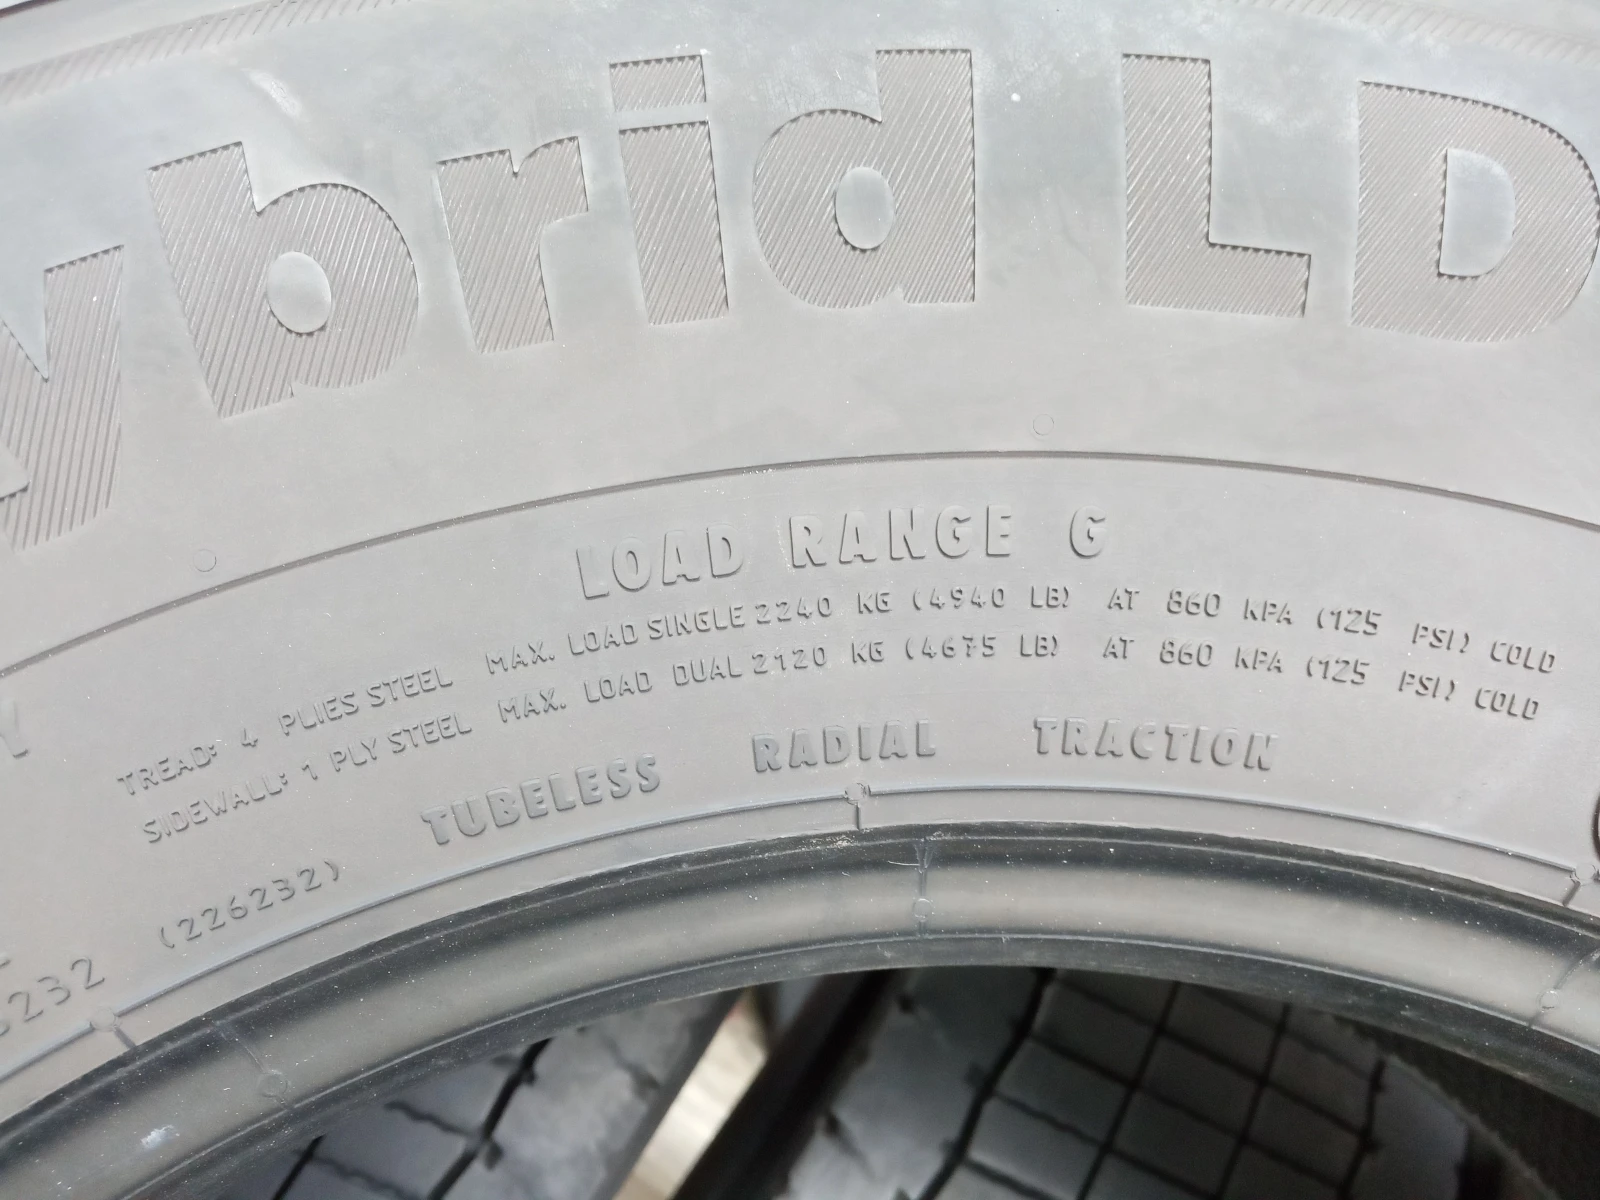 ybrid LD
LOAD RANGE G
TREAD: 4 PLIES STEEL MAX. LOAD SINGLE 2240 KG (4940 LB) AT 860 KPA (125 PSI) COLD
SIDEWALL: 1 PLY STEEL MAX. LOAD DUAL 2120 KG (4675 LB) AT 860 KPA (125 PSI) COLD
TUBELESS RADIAL TRACTION
(226232)
232